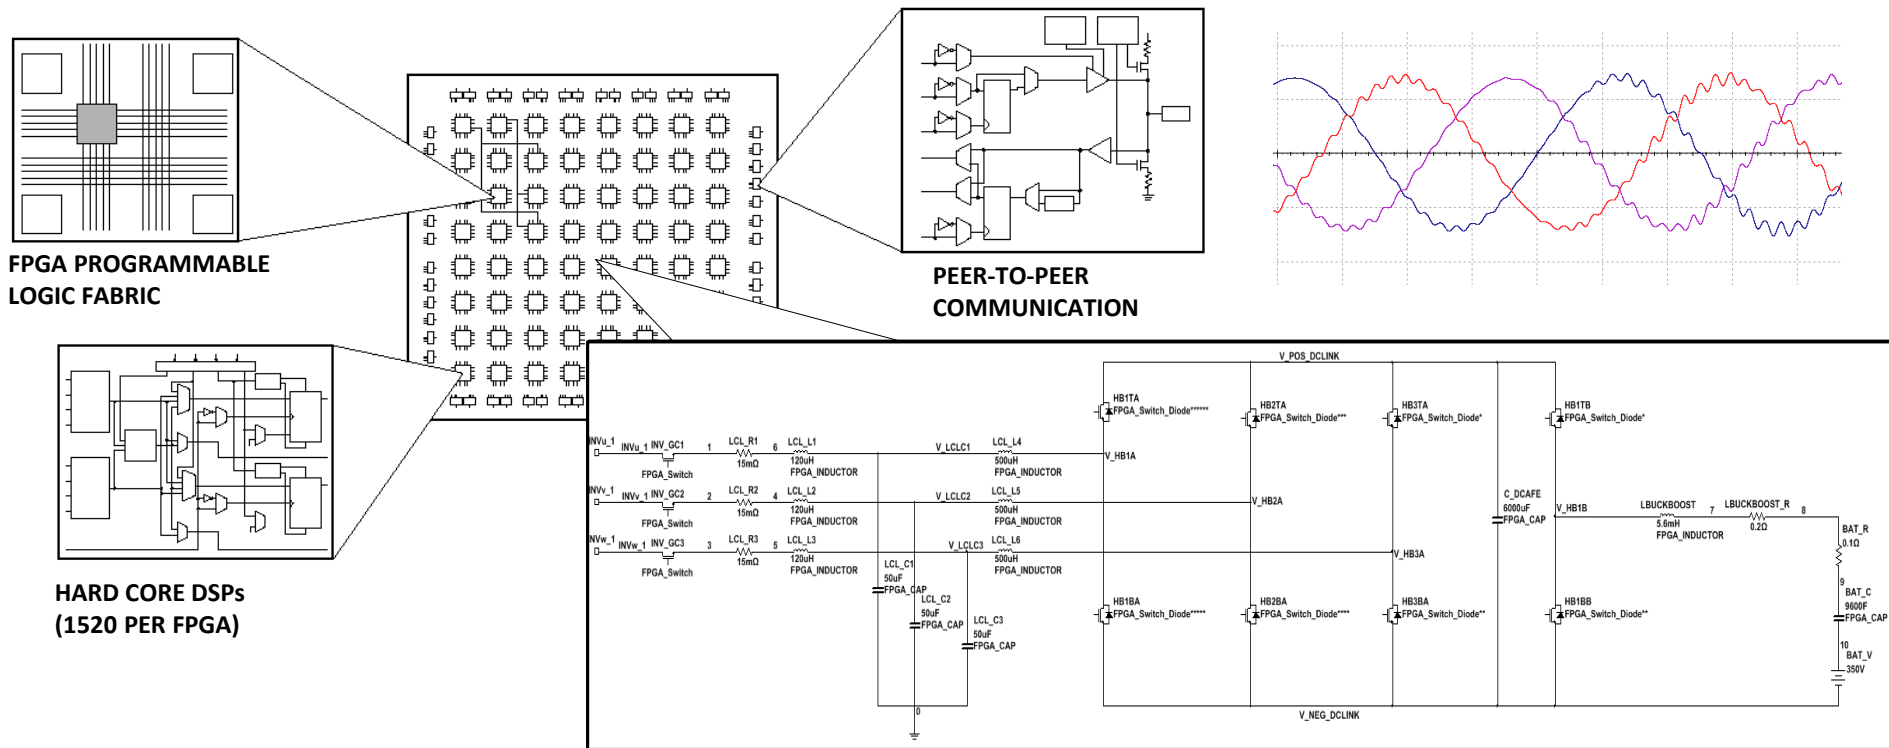 FPGA PROGRAMMABLE
LOGIC FABRIC
HARD CORE DSPs
(1520 PER FPGA)
PEER-TO-PEER
COMMUNICATION
V_POS_DCLINK
HB1TA
FPGA_Switch_Diode******
HB2TA
FPGA_Switch_Diode***
HB3TA
FPGA_Switch_Diode*
HB1TB
FPGA_Switch_Diode*
INVu_1
INVu_1
INV_GC1
FPGA_Switch
1
LCL_R1
15mΩ
6
LCL_L1
120uH
FPGA_INDUCTOR
V_LCLC1
LCL_L4
500uH
FPGA_INDUCTOR
V_HB1A
INVv_1
INVv_1
INV_GC2
FPGA_Switch
2
LCL_R2
15mΩ
4
LCL_L2
120uH
FPGA_INDUCTOR
V_LCLC2
LCL_L5
500uH
FPGA_INDUCTOR
V_HB2A
INVw_1
INVw_1
INV_GC3
FPGA_Switch
3
LCL_R3
15mΩ
5
LCL_L3
120uH
FPGA_INDUCTOR
V_LCLC3
LCL_L6
500uH
FPGA_INDUCTOR
V_HB3A
C_DCAFE
6000uF
FPGA_CAP
V_HB1B
LBUCKBOOST
5.6mH
FPGA_INDUCTOR
7
LBUCKBOOST_R
0.2Ω
8
BAT_R
0.1Ω
9
BAT_C
9600F
FPGA_CAP
10
BAT_V
350V
LCL_C1
50uF
FPGA_CAP
LCL_C2
50uF
FPGA_CAP
LCL_C3
50uF
FPGA_CAP
HB1BA
FPGA_Switch_Diode*****
HB2BA
FPGA_Switch_Diode****
HB3BA
FPGA_Switch_Diode**
HB1BB
FPGA_Switch_Diode**
0
V_NEG_DCLINK